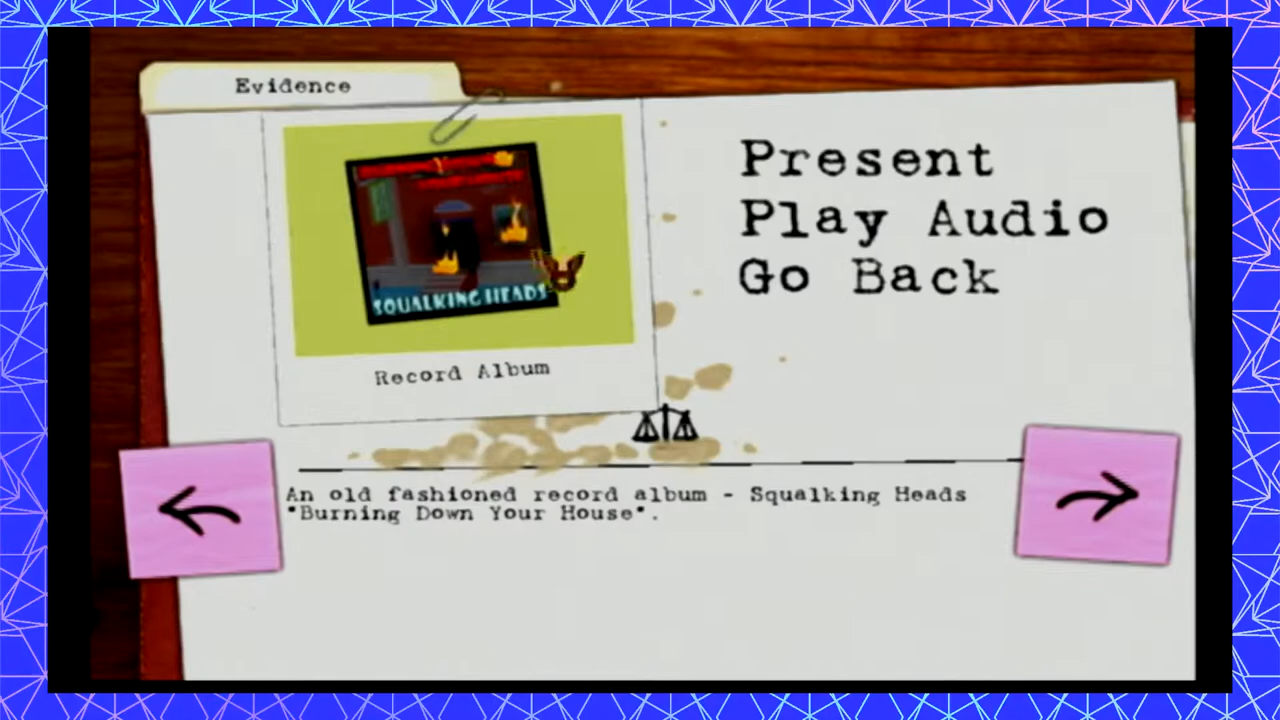 Evidence
Present
Play Audio
Go Back
SQUALKING HEADS
Record Album
An old fashioned record album - Squalking Heads
"Burning Down Your House".